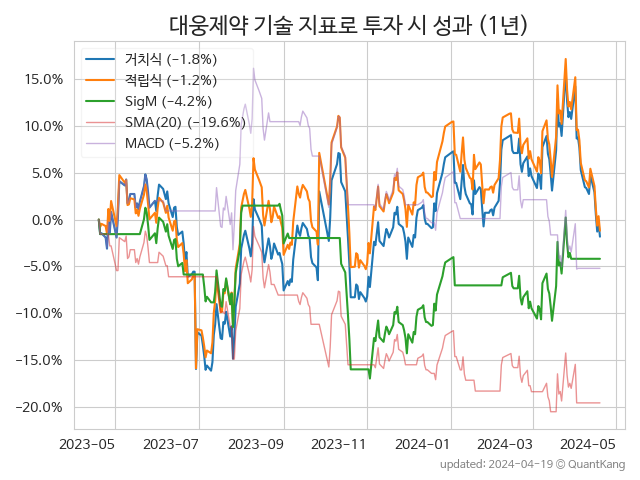 대웅제약 기술 지표로 투자 시 성과 (1년)
거치식 (−1.8%)
적립식 (−1.2%)
SigM (−4.2%)
SMA(20) (−19.6%)
MACD (−5.2%)
15.0%
10.0%
5.0%
0.0%
−5.0%
−10.0%
−15.0%
−20.0%
2023-05 2023-07 2023-09 2023-11 2024-01 2024-03 2024-05
updated: 2024-04-19 © QuantKang